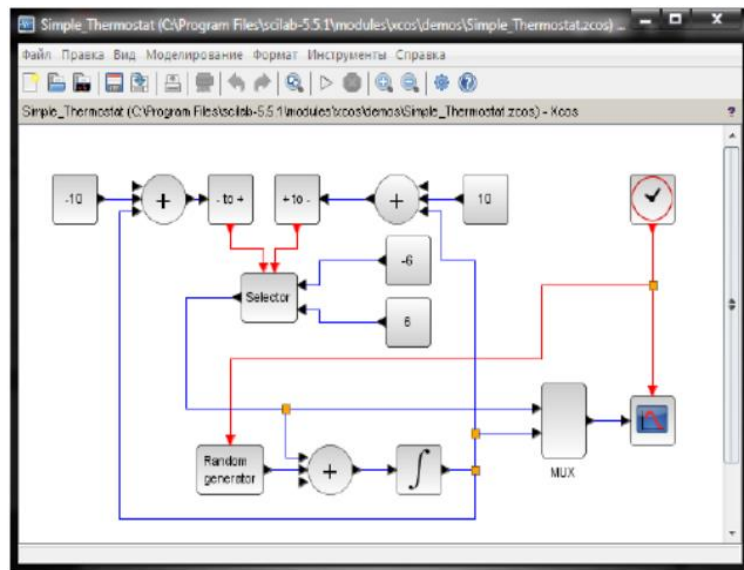 Simple_Thermostat (C:\Program Files\scilab-5.5.1\modules\xcos\demos\Simple_Thermostat.zcos) ...
Файл Правка Вид Моделирование Формат Инструменты Справка
Simple_Thermostat (C:\Program Files\scilab-5.5.1\modules\xcos\demos\Simple_Thermostat.zcos) - Xcos
?
-10 + - to + + to - + 10
-6
Selector
6
Random
generator
+ ∫
MUX